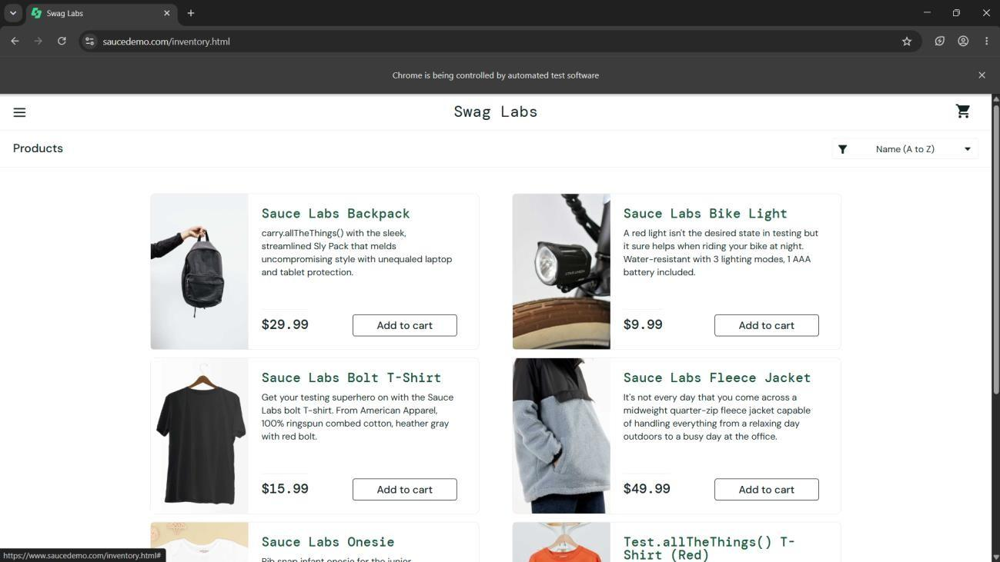 Swag Labs
saucedemo.com/inventory.html
Chrome is being controlled by automated test software
Swag Labs
Products
Name (A to Z)
Sauce Labs Backpack
carry.allTheThings() with the sleek,
streamlined Sly Pack that melds
uncompromising style with unequaled laptop
and tablet protection.
$29.99
Add to cart
Sauce Labs Bike Light
A red light isn't the desired state in testing but
it sure helps when riding your bike at night.
Water-resistant with 3 lighting modes, 1 AAA
battery included.
$9.99
Add to cart
Sauce Labs Bolt T-Shirt
Get your testing superhero on with the Sauce
Labs bolt T-shirt. From American Apparel,
100% ringspun combed cotton, heather gray
with red bolt.
$15.99
Add to cart
Sauce Labs Fleece Jacket
It's not every day that you come across a
midweight quarter-zip fleece jacket capable
of handling everything from a relaxing day
outdoors to a busy day at the office.
$49.99
Add to cart
Sauce Labs Onesie
Rib snap infant onesie for the junior
Test.allTheThings() T-
Shirt (Red)
https://www.saucedemo.com/inventory.html#